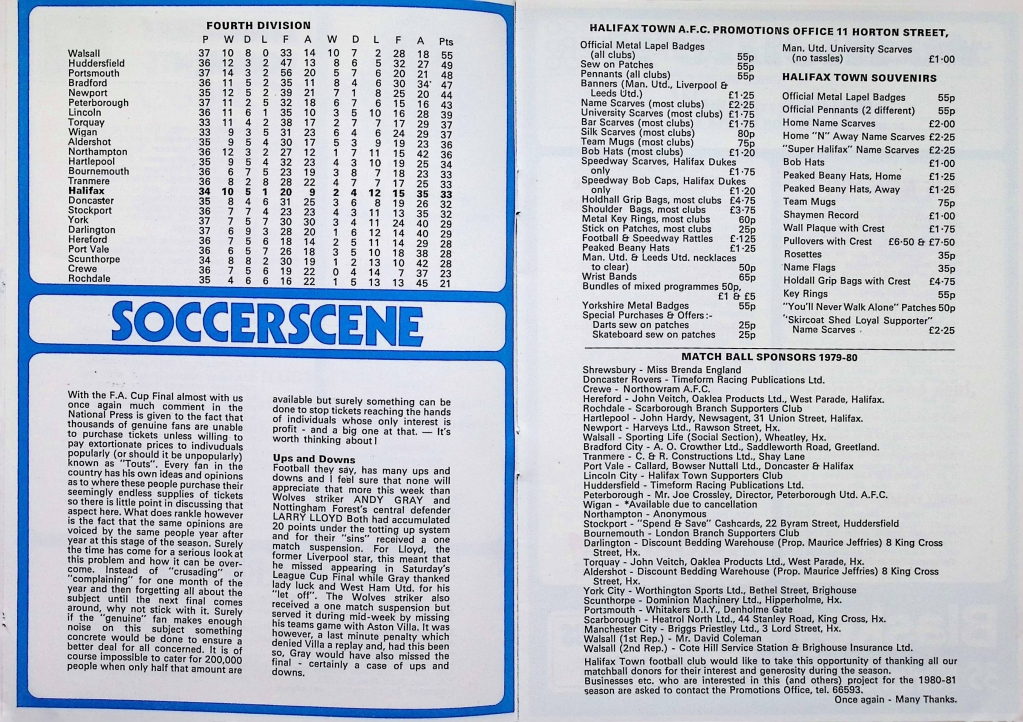 FOURTH DIVISION
P W D L F A W D L F A Pts
Walsall 37 10 8 0 33 14 10 7 2 28 18 55
Huddersfield 36 12 3 2 47 13 8 6 5 32 27 49
Portsmouth 37 14 3 2 56 20 5 7 6 20 21 48
Bradford 36 11 5 2 35 11 8 4 6 30 34 47
Newport 35 12 5 2 39 21 7 1 8 25 20 44
Peterborough 37 11 2 5 32 18 6 7 6 15 16 43
Lincoln 36 11 6 1 35 10 3 5 10 16 28 39
Torquay 33 11 4 2 38 17 2 7 7 17 29 37
Wigan 33 9 3 5 31 23 6 4 6 24 29 37
Aldershot 35 9 5 4 30 17 5 3 9 19 23 36
Northampton 36 12 3 2 27 12 1 7 11 15 42 36
Hartlepool 35 9 5 4 32 23 4 3 10 19 25 34
Bournemouth 36 6 7 5 23 19 3 8 7 18 23 33
Tranmere 36 8 2 8 28 22 4 7 7 17 25 33
Halifax 34 10 5 1 20 9 2 4 12 15 35 33
Doncaster 35 8 4 6 31 25 3 6 8 19 26 32
Stockport 36 7 7 4 23 23 4 3 11 13 35 32
York 37 7 5 7 30 30 3 4 11 24 40 29
Darlington 37 6 9 3 28 20 1 6 12 14 40 29
Hereford 36 7 5 6 18 14 2 5 11 14 29 28
Port Vale 36 6 5 7 26 18 3 5 10 18 38 28
Scunthorpe 34 8 8 2 30 19 1 2 13 10 42 28
Crewe 36 7 5 6 19 22 0 4 14 7 37 23
Rochdale 35 4 6 6 16 22 1 5 13 13 45 21
SOCCERSCENE
With the F.A. Cup Final almost with us
once again much comment in the
National Press is given to the fact that
thousands of genuine fans are unable
to purchase tickets unless willing to
pay extortionate prices to indivuduals
popularly (or should it be unpopularly)
known as "Touts". Every fan in the
country has his own ideas and opinions
as to where these people purchase their
seemingly endless supplies of tickets
so there is little point in discussing that
aspect here. What does rankle however
is the fact that the same opinions are
voiced by the same people year after
year at this stage of the season. Surely
the time has come for a serious look at
this problem and how it can be over-
come. Instead of "crusading" or
"complaining" for one month of the
year and then forgetting all about the
subject until the next final comes
around, why not stick with it. Surely
if the "genuine" fan makes enough
noise on this subject something
concrete would be done to ensure a
better deal for all concerned. It is of
course impossible to cater for 200,000
people when only half that amount are
available but surely something can be
done to stop tickets reaching the hands
of individuals whose only interest is
profit - and a big one at that. — It's
worth thinking about!
Ups and Downs
Football they say, has many ups and
downs and I feel sure that none will
appreciate that more this week than
Wolves striker ANDY GRAY and
Nottingham Forest's central defender
LARRY LLOYD Both had accumulated
20 points under the totting up system
and for their "sins" received a one
match suspension. For Lloyd, the
former Liverpool star, this meant that
he missed appearing in Saturday's
League Cup Final while Gray thanked
lady luck and West Ham Utd. for his
"let off". The Wolves striker also
received a one match suspension but
served it during mid-week by missing
his teams game with Aston Villa. It was
however, a last minute penalty which
denied Villa a replay and, had this been
so, Gray would have also missed the
final - certainly a case of ups and
downs.
HALIFAX TOWN A.F.C. PROMOTIONS OFFICE 11 HORTON STREET,
Official Metal Lapel Badges
(all clubs) 55p
Sew on Patches 55p
Pennants (all clubs) 55p
Banners (Man. Utd., Liverpool &
Leeds Utd.) £1·25
Name Scarves (most clubs) £2·25
University Scarves (most clubs) £1·75
Bar Scarves (most clubs) £1·75
Silk Scarves (most clubs) 80p
Team Mugs (most clubs) 75p
Bob Hats (most clubs) £1·20
Speedway Scarves, Halifax Dukes
only £1·75
Speedway Bob Caps, Halifax Dukes
only £1·20
Holdhall Grip Bags, most clubs £4·75
Shoulder Bags, most clubs £3·75
Metal Key Rings, most clubs 60p
Stick on Patches, most clubs 25p
Football & Speedway Rattles £·125
Peaked Beany Hats £1·25
Man. Utd. & Leeds Utd. necklaces
to clear) 50p
Wrist Bands 65p
Bundles of mixed programmes 50p,
£1 & £5
Yorkshire Metal Badges 55p
Special Purchases & Offers:-
Darts sew on patches 25p
Skateboard sew on patches 25p
Man. Utd. University Scarves
(no tassles) £1·00
HALIFAX TOWN SOUVENIRS
Official Metal Lapel Badges 55p
Official Pennants (2 different) 55p
Home Name Scarves £2·00
Home "N" Away Name Scarves £2·25
"Super Halifax" Name Scarves £2·25
Bob Hats £1·00
Peaked Beany Hats, Home £1·25
Peaked Beany Hats, Away £1·25
Team Mugs 75p
Shaymen Record £1·00
Wall Plaque with Crest £1·75
Pullovers with Crest £6·50 & £7·50
Rosettes 35p
Name Flags 35p
Holdall Grip Bags with Crest £4·75
Key Rings 55p
"You'll Never Walk Alone" Patches 50p
"Skircoat Shed Loyal Supporter"
Name Scarves £2·25
MATCH BALL SPONSORS 1979-80
Shrewsbury - Miss Brenda England
Doncaster Rovers - Timeform Racing Publications Ltd.
Crewe - Northowram A.F.C.
Hereford - John Veitch, Oaklea Products Ltd., West Parade, Halifax.
Rochdale - Scarborough Branch Supporters Club
Hartlepool - John Hardy, Newsagent, 31 Union Street, Halifax.
Newport - Harveys Ltd., Rawson Street, Hx.
Walsall - Sporting Life (Social Section), Wheatley, Hx.
Bradford City - A. O. Crowther Ltd., Saddleworth Road, Greetland.
Tranmere - C. & R. Constructions Ltd., Shay Lane
Port Vale - Callard, Bowser Nuttall Ltd., Doncaster & Halifax
Lincoln City - Halifax Town Supporters Club
Huddersfield - Timeform Racing Publications Ltd.
Peterborough - Mr. Joe Crossley, Director, Peterborough Utd. A.F.C.
Wigan - *Available due to cancellation
Northampton - Anonymous
Stockport - "Spend & Save" Cashcards, 22 Byram Street, Huddersfield
Bournemouth - London Branch Supporters Club
Darlington - Discount Bedding Warehouse (Prop. Maurice Jeffries) 8 King Cross
Street, Hx.
Torquay - John Veitch, Oaklea Products Ltd., West Parade, Hx.
Aldershot - Discount Bedding Warehouse (Prop. Maurice Jeffries) 8 King Cross
Street, Hx.
York City - Worthington Sports Ltd., Bethel Street, Brighouse
Scunthorpe - Dominion Machinery Ltd., Hipperholme, Hx.
Portsmouth - Whitakers D.I.Y., Denholme Gate
Scarborough - Heatrol North Ltd., 44 Stanley Road, King Cross, Hx.
Manchester City - Briggs Priestley Ltd., 3 Lord Street, Hx.
Walsall (1st Rep.) - Mr. David Coleman
Walsall (2nd Rep.) - Cote Hill Service Station & Brighouse Insurance Ltd.
Halifax Town football club would like to take this opportunity of thanking all our
matchball donors for their interest and generosity during the season.
Businesses etc. who are interested in this (and others) project for the 1980-81
season are asked to contact the Promotions Office, tel. 66593.
Once again - Many Thanks.